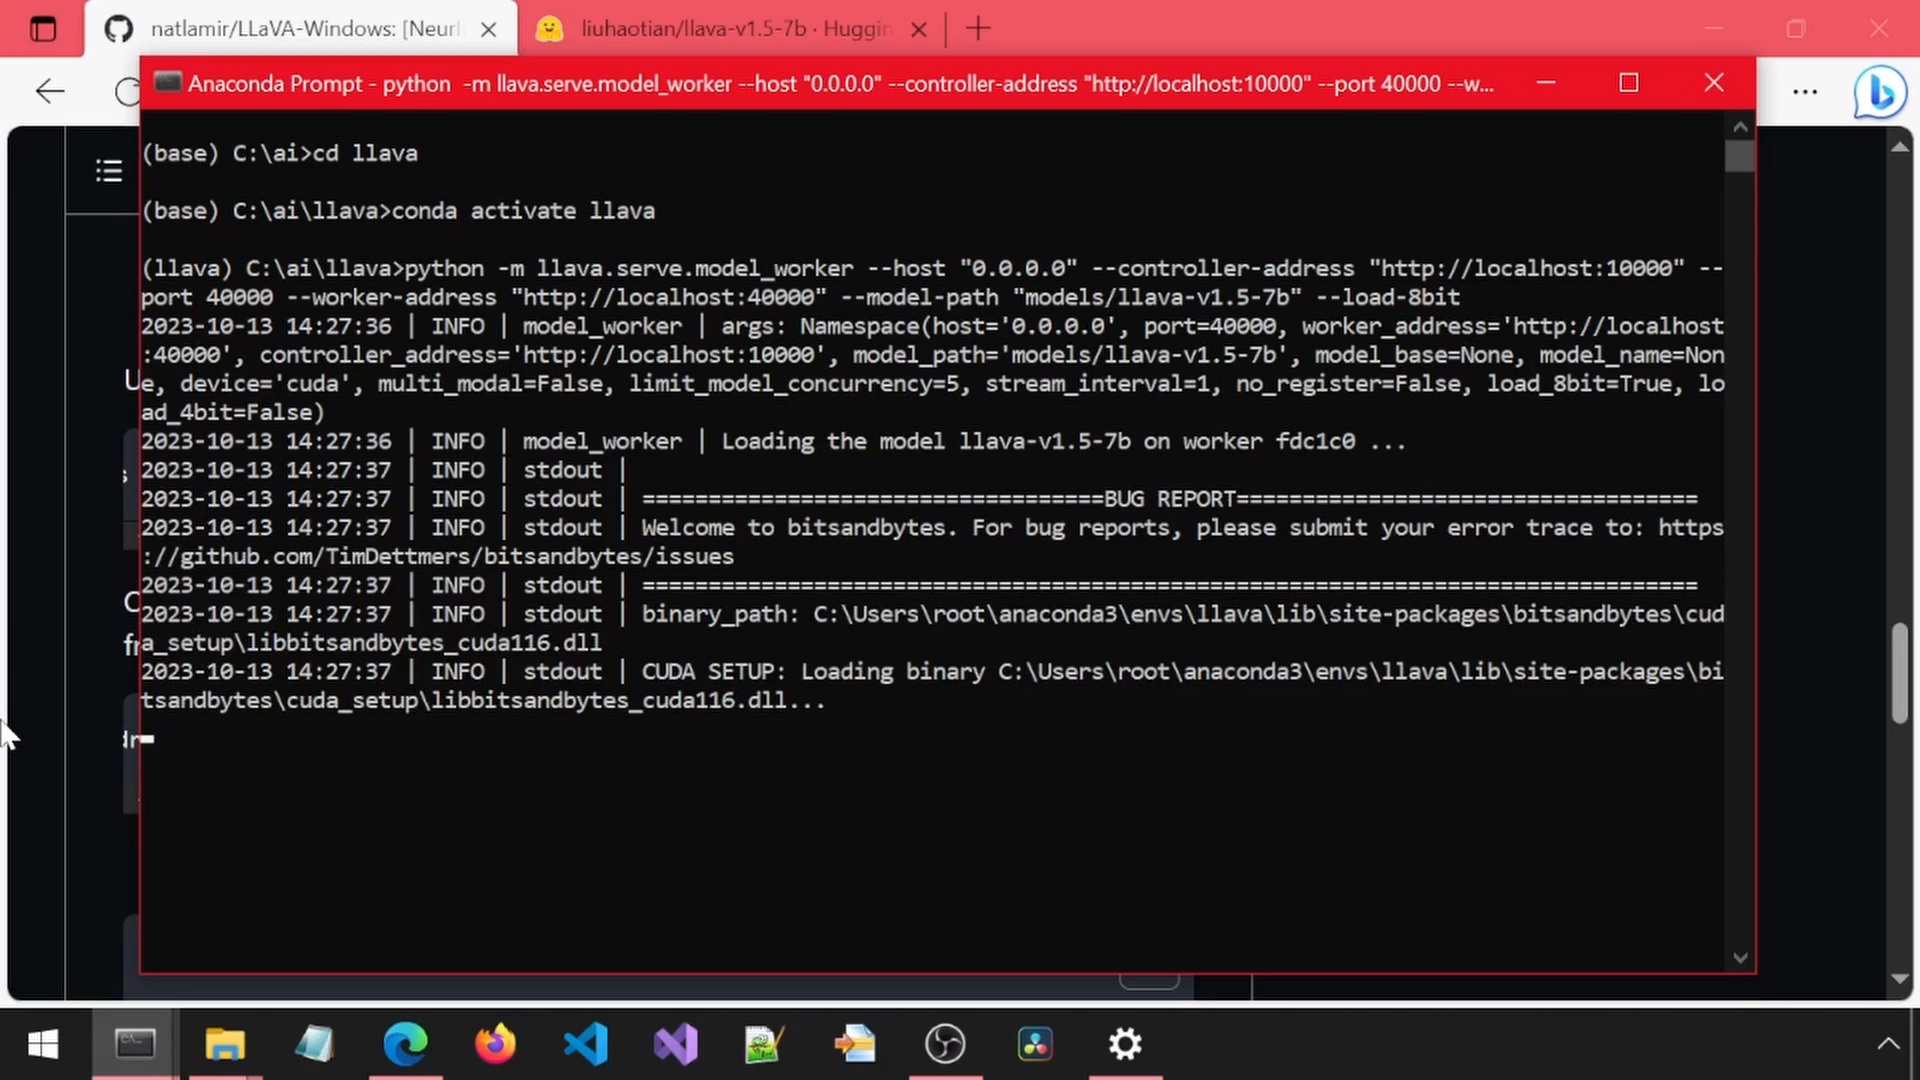 natlamir/LLaVA-Windows: [NeurI
liuhaotian/llava-v1.5-7b · Huggin
Anaconda Prompt - python  -m llava.serve.model_worker --host "0.0.0.0" --controller-address "http://localhost:10000" --port 40000 --w...
(base) C:\ai>cd llava
(base) C:\ai\llava>conda activate llava
(llava) C:\ai\llava>python -m llava.serve.model_worker --host "0.0.0.0" --controller-address "http://localhost:10000" --
port 40000 --worker-address "http://localhost:40000" --model-path "models/llava-v1.5-7b" --load-8bit
2023-10-13 14:27:36 | INFO | model_worker | args: Namespace(host='0.0.0.0', port=40000, worker_address='http://localhost
:40000', controller_address='http://localhost:10000', model_path='models/llava-v1.5-7b', model_base=None, model_name=Non
e, device='cuda', multi_modal=False, limit_model_concurrency=5, stream_interval=1, no_register=False, load_8bit=True, lo
ad_4bit=False)
2023-10-13 14:27:36 | INFO | model_worker | Loading the model llava-v1.5-7b on worker fdc1c0 ...
2023-10-13 14:27:37 | INFO | stdout |
2023-10-13 14:27:37 | INFO | stdout | ===================================BUG REPORT===================================
2023-10-13 14:27:37 | INFO | stdout | Welcome to bitsandbytes. For bug reports, please submit your error trace to: https
://github.com/TimDettmers/bitsandbytes/issues
2023-10-13 14:27:37 | INFO | stdout | ================================================================================
2023-10-13 14:27:37 | INFO | stdout | binary_path: C:\Users\root\anaconda3\envs\llava\lib\site-packages\bitsandbytes\cud
a_setup\libbitsandbytes_cuda116.dll
2023-10-13 14:27:37 | INFO | stdout | CUDA SETUP: Loading binary C:\Users\root\anaconda3\envs\llava\lib\site-packages\bi
tsandbytes\cuda_setup\libbitsandbytes_cuda116.dll...